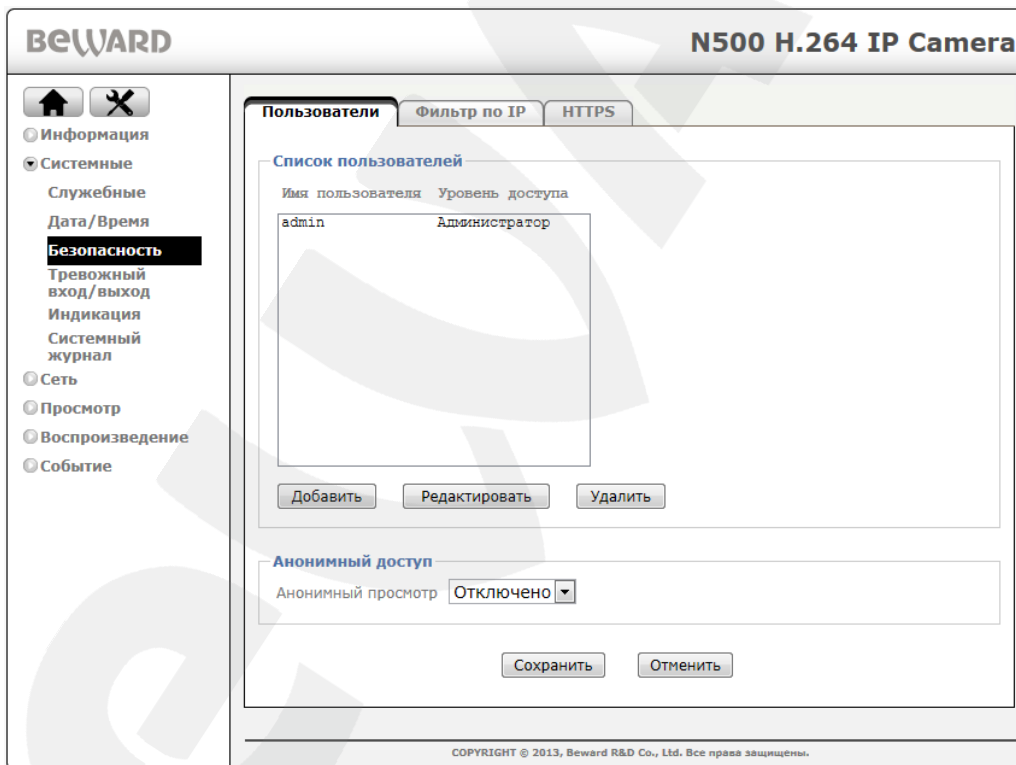 BEWARD
N500 H.264 IP Camera
Информация
Системные
Служебные
Дата/Время
Безопасность
Тревожный
вход/выход
Индикация
Системный
журнал
Сеть
Просмотр
Воспроизведение
Событие
Пользователи Фильтр по IP HTTPS
Список пользователей
Имя пользователя Уровень доступа
admin Администратор
Добавить Редактировать Удалить
Анонимный доступ
Анонимный просмотр Отключено
Сохранить Отменить
COPYRIGHT © 2013, Beward R&D Co., Ltd. Все права защищены.